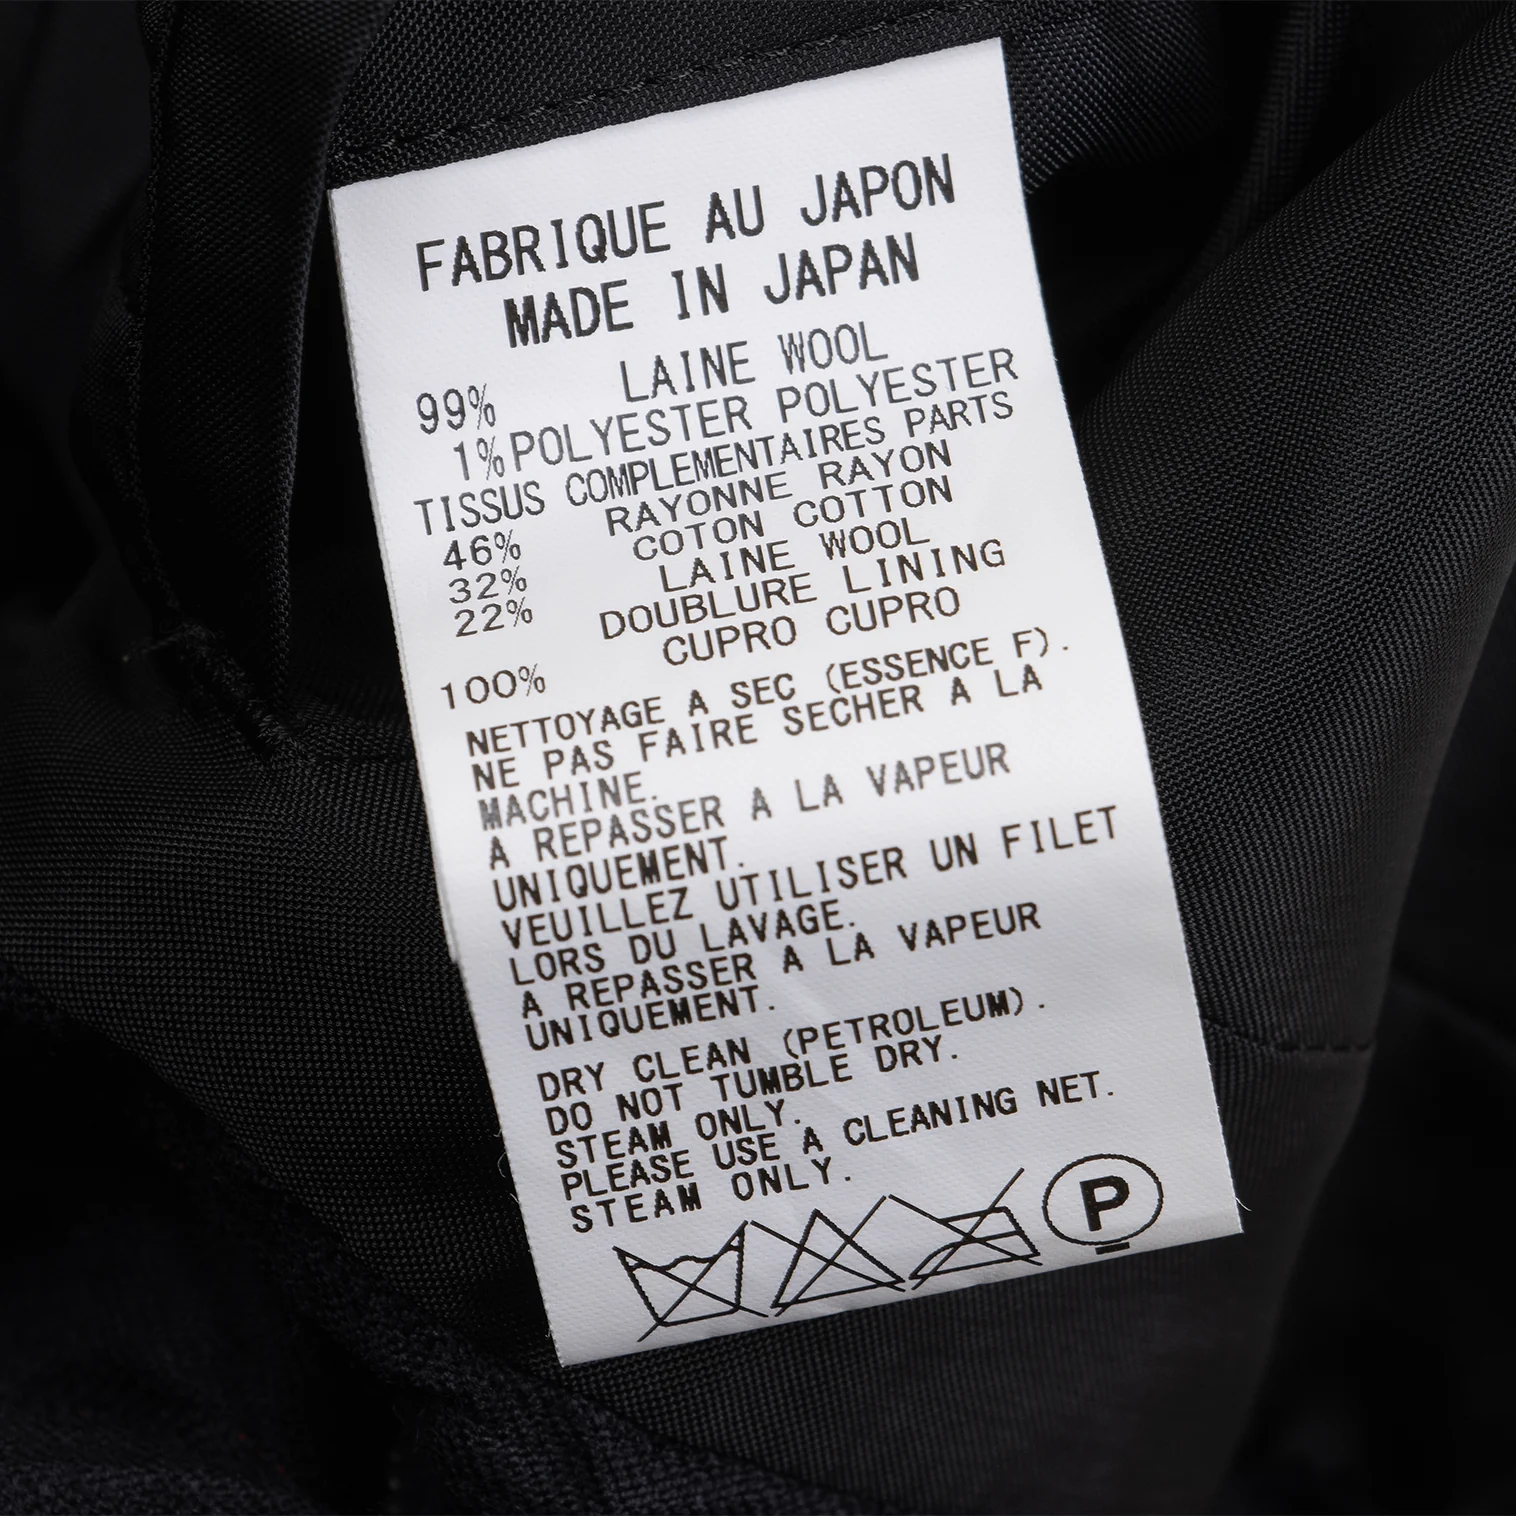 FABRIQUE AU JAPON
MADE IN JAPAN
99% LAINE WOOL
1% POLYESTER POLYESTER
TISSUS COMPLEMENTAIRES PARTS
46% RAYONNE RAYON
32% COTON COTTON
22% LAINE WOOL
DOUBLURE LINING
100% CUPRO CUPRO
NETTOYAGE A SEC (ESSENCE F).
NE PAS FAIRE SECHER A LA
MACHINE.
A REPASSER A LA VAPEUR
UNIQUEMENT.
VEUILLEZ UTILISER UN FILET
LORS DU LAVAGE.
A REPASSER A LA VAPEUR
UNIQUEMENT.
DRY CLEAN (PETROLEUM).
DO NOT TUMBLE DRY.
STEAM ONLY.
PLEASE USE A CLEANING NET.
STEAM ONLY.
P